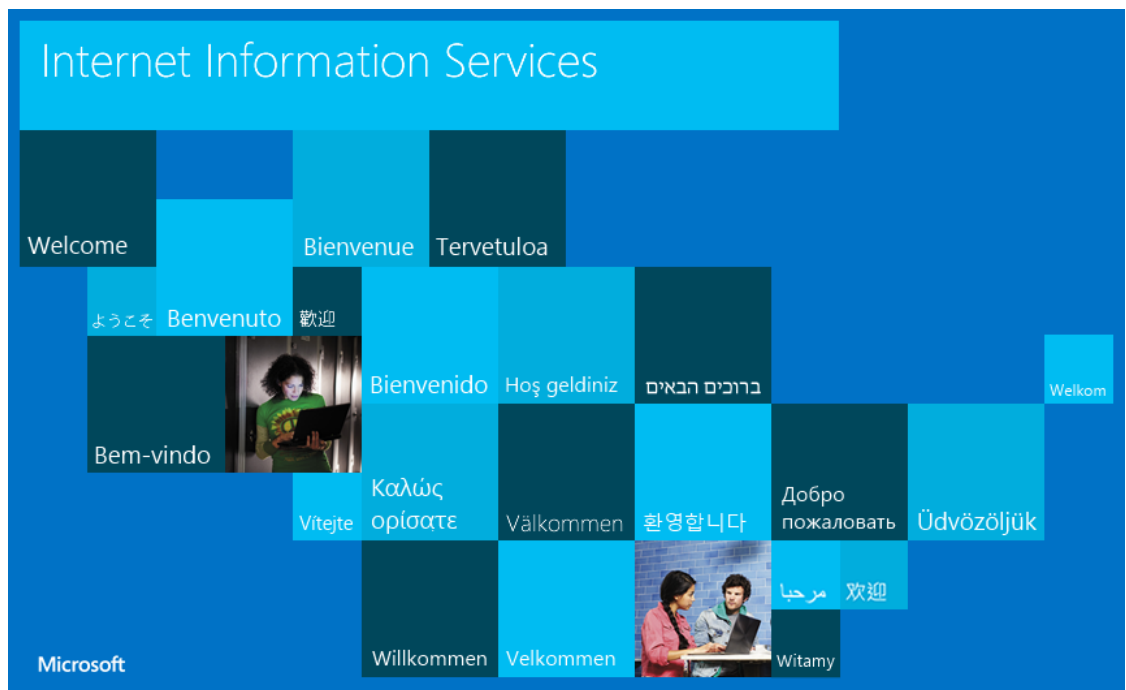 Internet Information Services
Welcome
Bienvenue
Tervetuloa
ようこそ
Benvenuto
歡迎
Bienvenido
Hoş geldiniz
ברוכים הבאים
Welkom
Bem-vindo
Vítejte
Καλώς
ορίσατε
Välkommen
환영합니다
Добро
пожаловать
Üdvözöljük
مرحبا
欢迎
Willkommen
Velkommen
Witamy
Microsoft